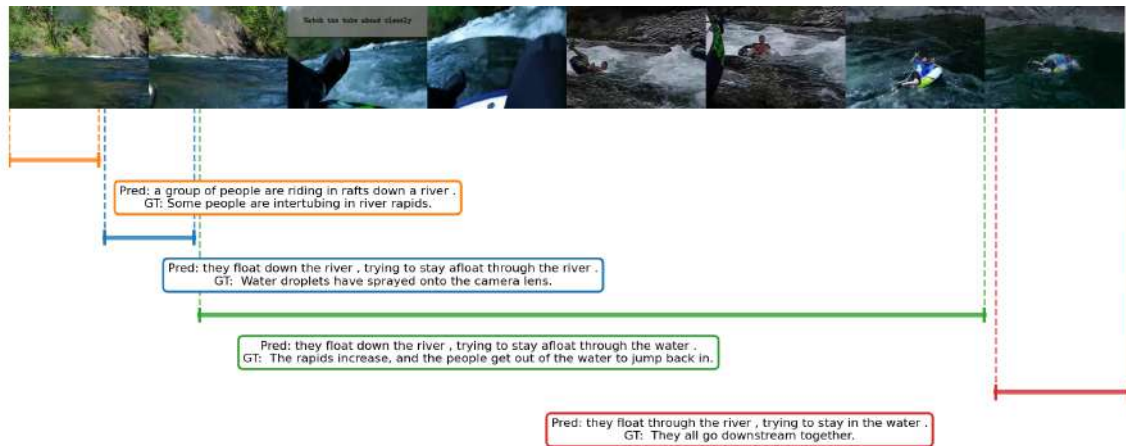 Watch the tube about closely
Pred: a group of people are riding in rafts down a river .
GT: Some people are intertubing in river rapids.
Pred: they float down the river , trying to stay afloat through the river .
GT: Water droplets have sprayed onto the camera lens.
Pred: they float down the river , trying to stay afloat through the water .
GT: The rapids increase, and the people get out of the water to jump back in.
Pred: they float through the river , trying to stay in the water .
GT: They all go downstream together.